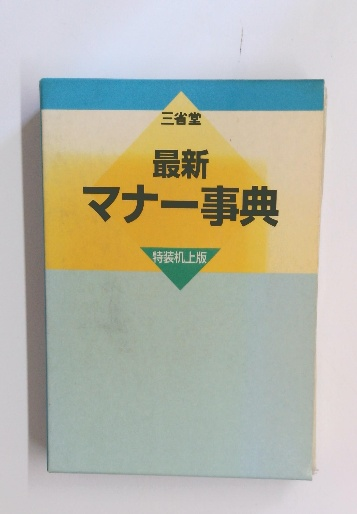 三省堂
最新
マナー事典
特装机上版